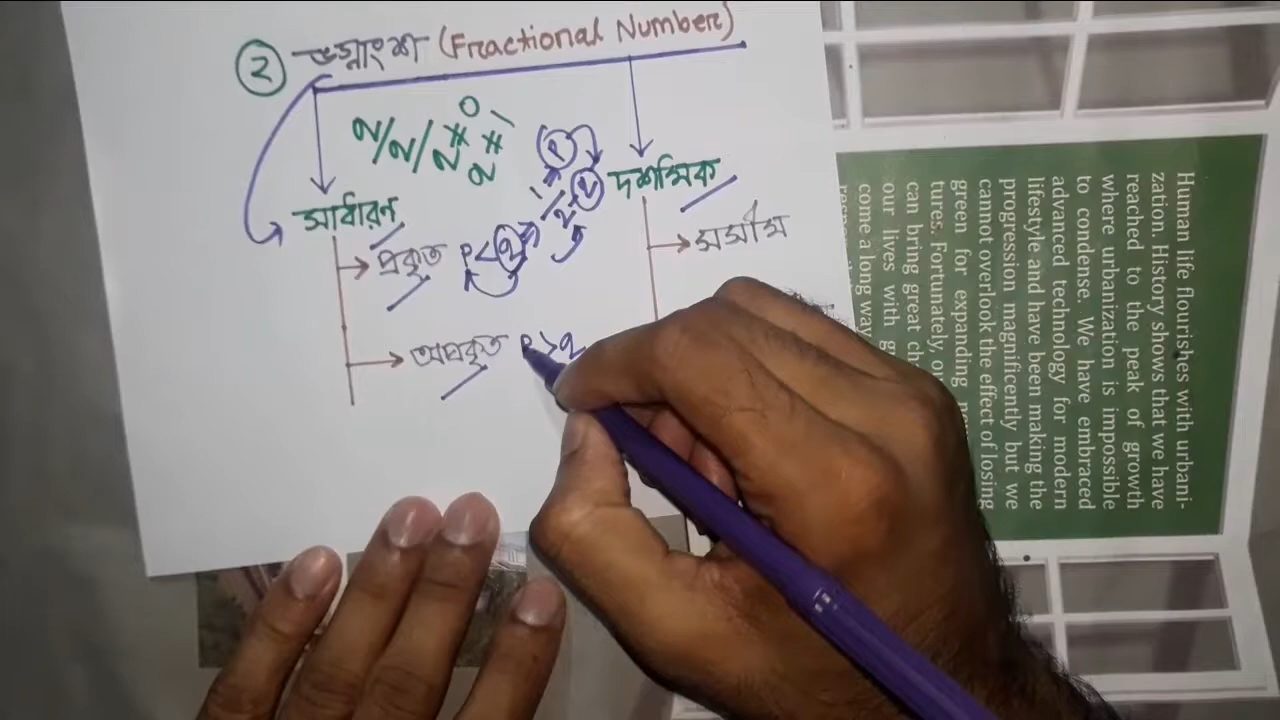 ২ ভগ্নাংশ (Fractional Number)
সাধারণ
দশমিক
প্রকৃত P<q
সসীম
অপ্রকৃত P>q
Human life flourishes with urbani-
zation. History shows that we have
reached to the peak of growth
where urbanization is impossible
to condense. We have embraced
advanced technology for modern
lifestyle and have been making the
progression magnificently but we
cannot overlook the effect of losing
green for expanding
tures. Fortunately,
can bring great
our lives with
come a long way